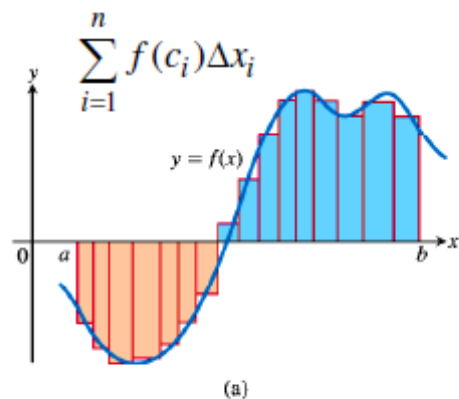 n
∑ f(cᵢ)Δxᵢ
i=1
y
y = f(x)
0 a b x
(a)